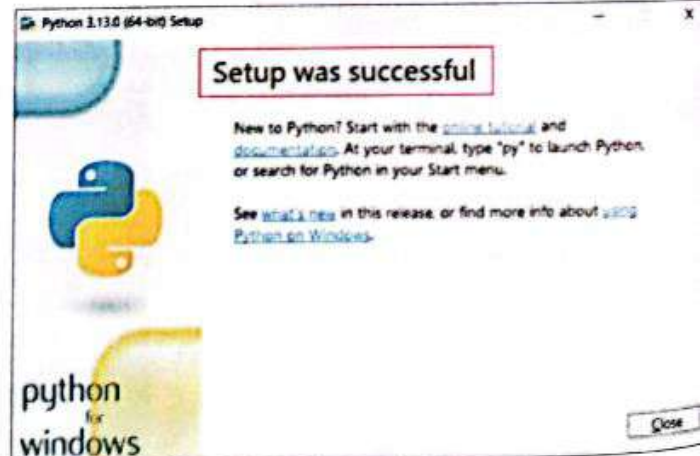 Python 3.13.0 (64-bit) Setup
Setup was successful
New to Python? Start with the online tutorial and
documentation. At your terminal, type "py" to launch Python,
or search for Python in your Start menu.
See what's new in this release, or find more info about using
Python on Windows.
python
for
windows
Close